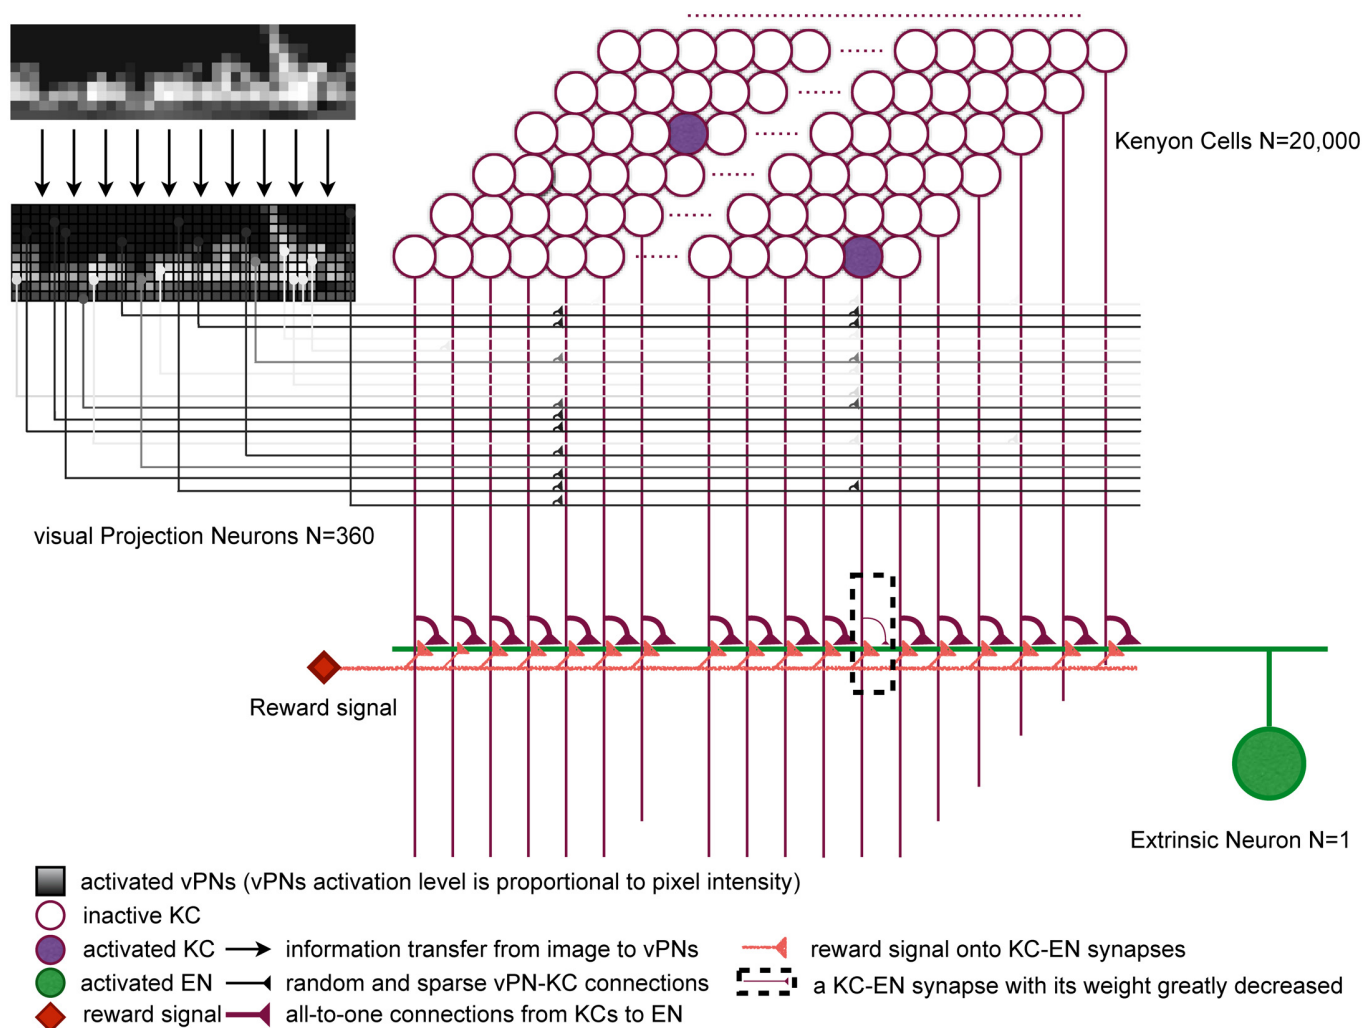 Kenyon Cells N=20,000
visual Projection Neurons N=360
Reward signal
Extrinsic Neuron N=1
activated vPNs (vPNs activation level is proportional to pixel intensity)
inactive KC
activated KC
information transfer from image to vPNs
reward signal onto KC-EN synapses
activated EN
random and sparse vPN-KC connections
a KC-EN synapse with its weight greatly decreased
reward signal
all-to-one connections from KCs to EN